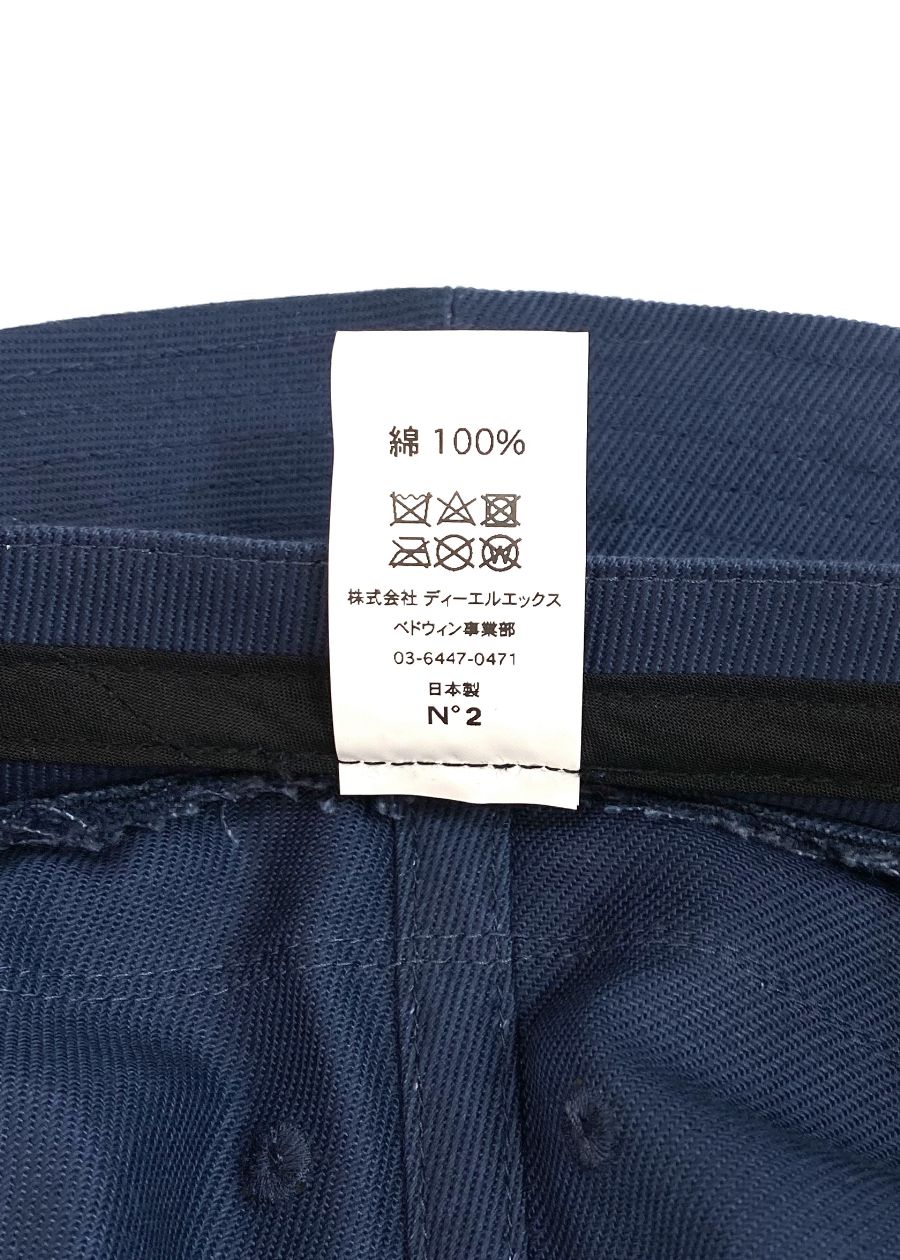 綿 100%
株式会社 ディーエルエックス
ベドウィン事業部
03-6447-0471
日本製
N° 2